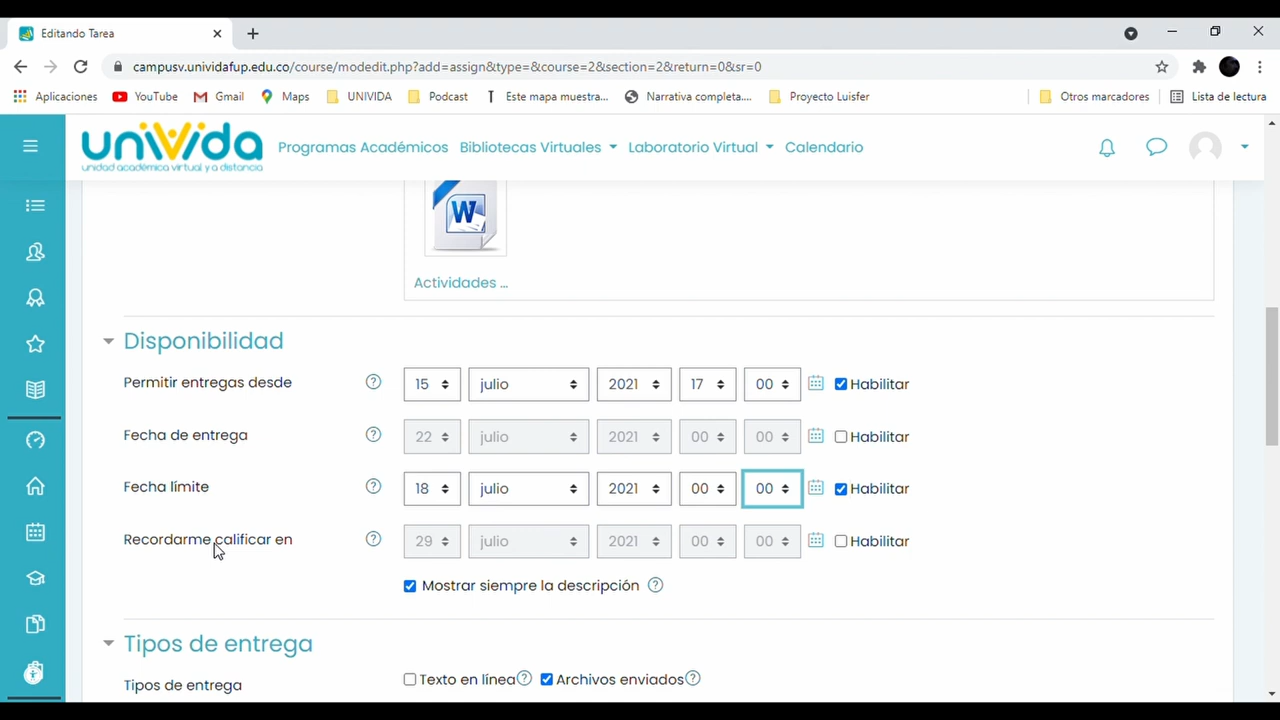 Editando Tarea
campusv.unividafup.edu.co/course/modedit.php?add=assign&type=&course=2&section=2&return=0&sr=0
Aplicaciones YouTube Gmail Maps UNIVIDA Podcast Este mapa muestra... Narrativa completa.... Proyecto Luisfer Otros marcadores Lista de lectura
univida
unidad académica virtual y a distancia
Programas Académicos Bibliotecas Virtuales Laboratorio Virtual Calendario
W
Actividades ...
Disponibilidad
Permitir entregas desde ? 15 julio 2021 17 00 Habilitar
Fecha de entrega ? 22 julio 2021 00 00 Habilitar
Fecha límite ? 18 julio 2021 00 00 Habilitar
Recordarme calificar en ? 29 julio 2021 00 00 Habilitar
Mostrar siempre la descripción ?
Tipos de entrega
Tipos de entrega Texto en línea ? Archivos enviados ?